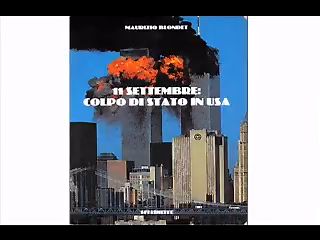 MAURIZIO BLONDET
11 SETTEMBRE:
COLPO DI STATO IN USA